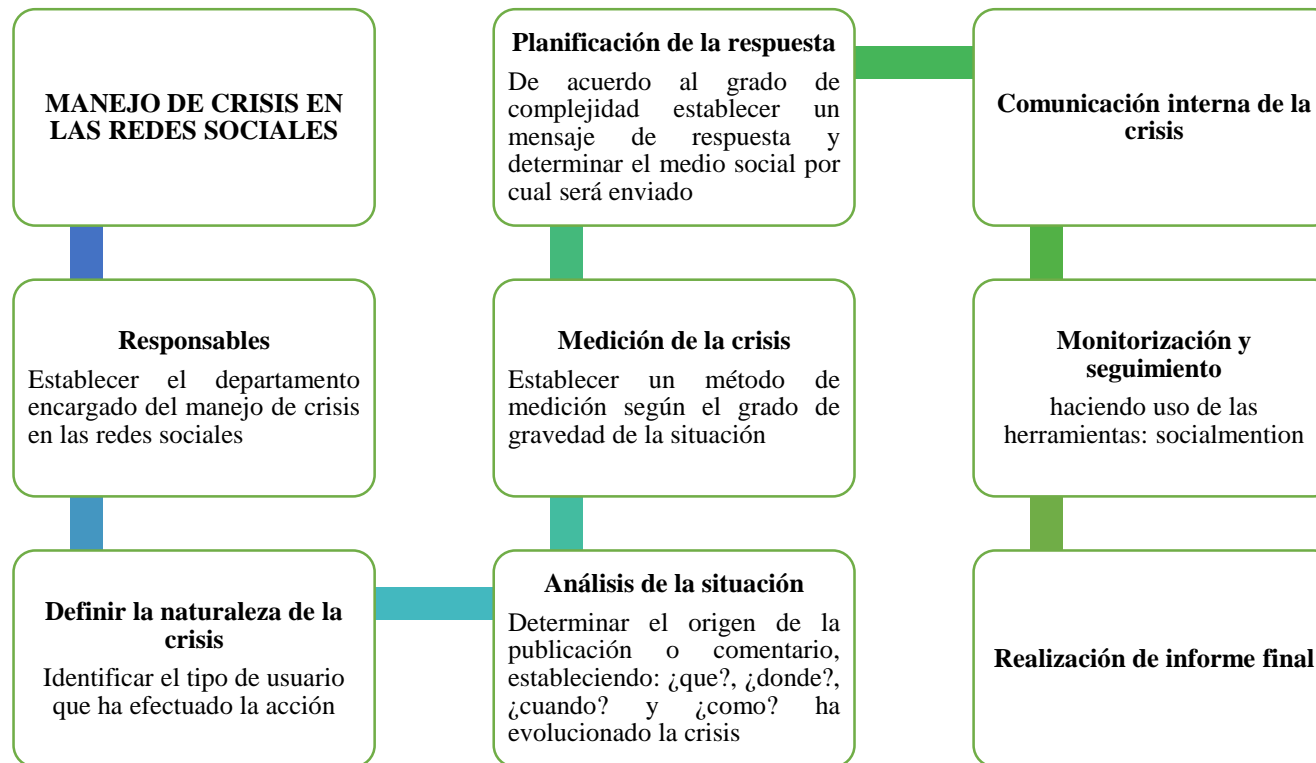 MANEJO DE CRISIS EN
LAS REDES SOCIALES
Responsables
Establecer el departamento
encargado del manejo de crisis
en las redes sociales
Definir la naturaleza de la
crisis
Identificar el tipo de usuario
que ha efectuado la acción
Análisis de la situación
Determinar el origen de la
publicación o comentario,
estableciendo: ¿que?, ¿donde?,
¿cuando? y ¿como? ha
evolucionado la crisis
Medición de la crisis
Establecer un método de
medición según el grado de
gravedad de la situación
Planificación de la respuesta
De acuerdo al grado de
complejidad establecer un
mensaje de respuesta y
determinar el medio social por
cual será enviado
Comunicación interna de la
crisis
Monitorización y
seguimiento
haciendo uso de las
herramientas: socialmention
Realización de informe final